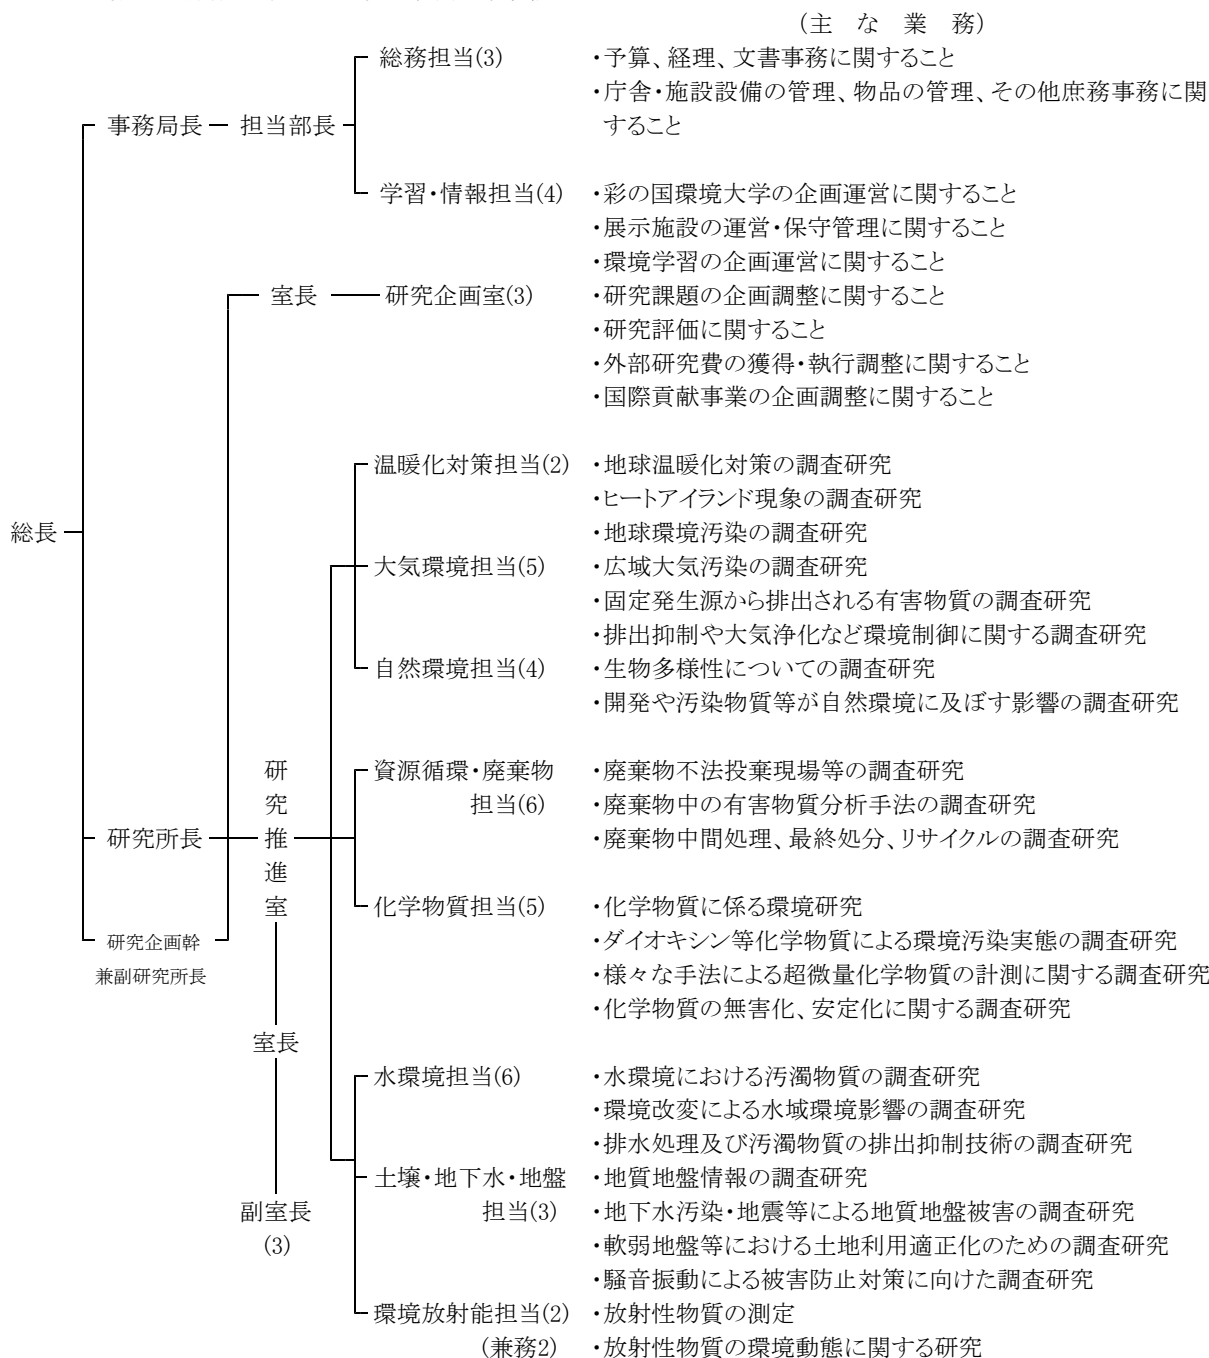 (主な業務)
総務担当(3) ・予算、経理、文書事務に関すること
・庁舎・施設設備の管理、物品の管理、その他庶務事務に関
事務局長 担当部長 すること
学習・情報担当(4) ・彩の国環境大学の企画運営に関すること
・展示施設の運営・保守管理に関すること
・環境学習の企画運営に関すること
室長 研究企画室(3) ・研究課題の企画調整に関すること
・研究評価に関すること
・外部研究費の獲得・執行調整に関すること
・国際貢献事業の企画調整に関すること
温暖化対策担当(2) ・地球温暖化対策の調査研究
・ヒートアイランド現象の調査研究
総長 ・地球環境汚染の調査研究
大気環境担当(5) ・広域大気汚染の調査研究
・固定発生源から排出される有害物質の調査研究
・排出抑制や大気浄化など環境制御に関する調査研究
自然環境担当(4) ・生物多様性についての調査研究
・開発や汚染物質等が自然環境に及ぼす影響の調査研究
研究推進室
資源循環・廃棄物 ・廃棄物不法投棄現場等の調査研究
担当(6) ・廃棄物中の有害物質分析手法の調査研究
研究所長 ・廃棄物中間処理、最終処分、リサイクルの調査研究
化学物質担当(5) ・化学物質に係る環境研究
研究企画幹 ・ダイオキシン等化学物質による環境汚染実態の調査研究
兼副研究所長 ・様々な手法による超微量化学物質の計測に関する調査研究
・化学物質の無害化、安定化に関する調査研究
室長
水環境担当(6) ・水環境における汚濁物質の調査研究
・環境改変による水域環境影響の調査研究
・排水処理及び汚濁物質の排出抑制技術の調査研究
土壌・地下水・地盤 ・地質地盤情報の調査研究
副室長 担当(3) ・地下水汚染・地震等による地質地盤被害の調査研究
(3) ・軟弱地盤等における土地利用適正化のための調査研究
・騒音振動による被害防止対策に向けた調査研究
環境放射能担当(2) ・放射性物質の測定
(兼務2) ・放射性物質の環境動態に関する研究